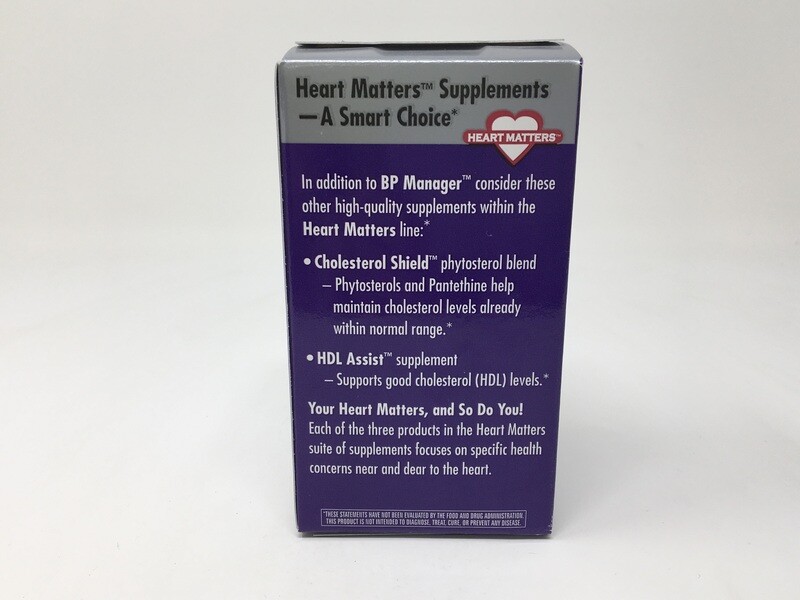 Heart Matters™ Supplements
—A Smart Choice*
HEART MATTERS™
In addition to BP Manager™ consider these
other high-quality supplements within the
Heart Matters line:*
• Cholesterol Shield™ phytosterol blend
– Phytosterols and Pantethine help
maintain cholesterol levels already
within normal range.*
• HDL Assist™ supplement
– Supports good cholesterol (HDL) levels.*
Your Heart Matters, and So Do You!
Each of the three products in the Heart Matters
suite of supplements focuses on specific health
concerns near and dear to the heart.
*THESE STATEMENTS HAVE NOT BEEN EVALUATED BY THE FOOD AND DRUG ADMINISTRATION.
THIS PRODUCT IS NOT INTENDED TO DIAGNOSE, TREAT, CURE, OR PREVENT ANY DISEASE.